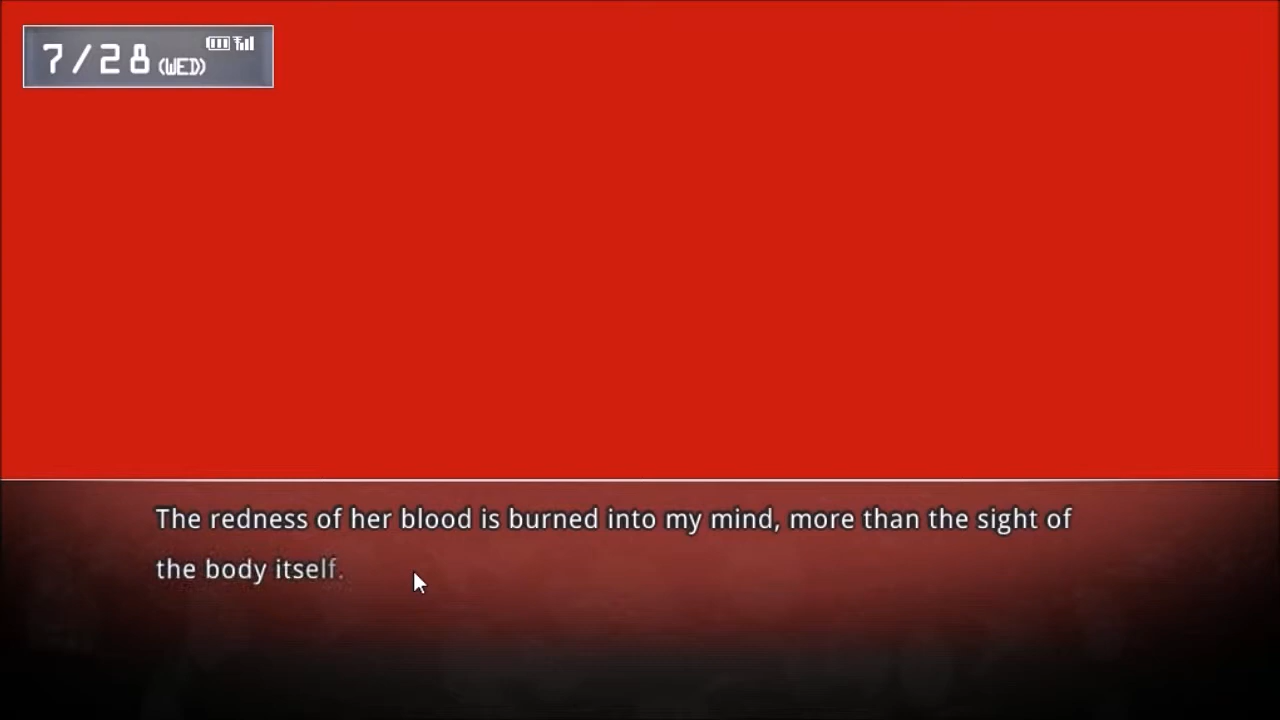 7/28 (WED)
The redness of her blood is burned into my mind, more than the sight of
the body itself.